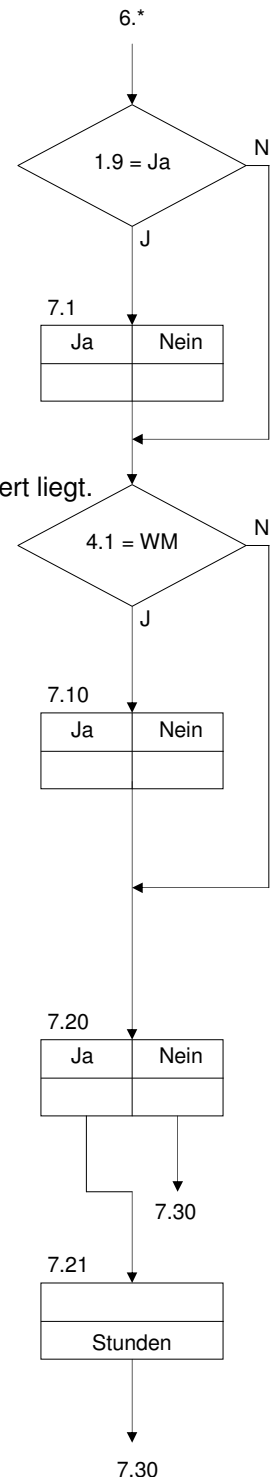 6.*
1.9 = Ja
N
J
7.1
Ja Nein
ert liegt.
4.1 = WM
N
J
7.10
Ja Nein
7.20
Ja Nein
7.30
7.21
Stunden
7.30